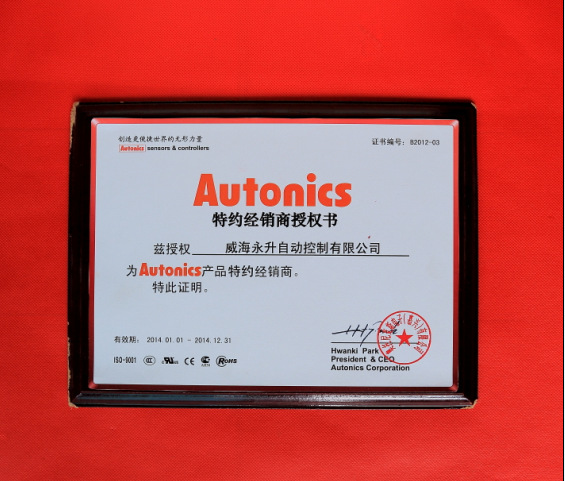 创造更便捷世界的无形力量
Autonics sensors & controllers
证书编号：B2012-03
Autonics
特约经销商授权书
兹授权 威海永升自动控制有限公司
为Autonics产品特约经销商。
特此证明。
有效期：2014.01.01 - 2014.12.31
ISO-9001
RoHS
Hwanki Park
President & CEO
Autonics Corporation